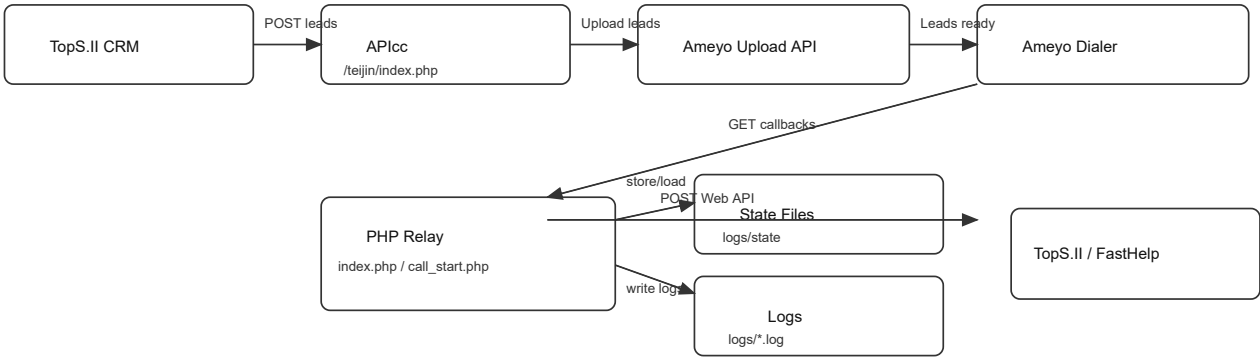 POST leads
Upload leads
Leads ready
TopS.II CRM
APIcc
Ameyo Upload API
Ameyo Dialer
/teijin/index.php
GET callbacks
store/load
POST Web API
State Files
PHP Relay
logs/state
TopS.II / FastHelp
index.php / call_start.php
write logs
Logs
logs/*.log